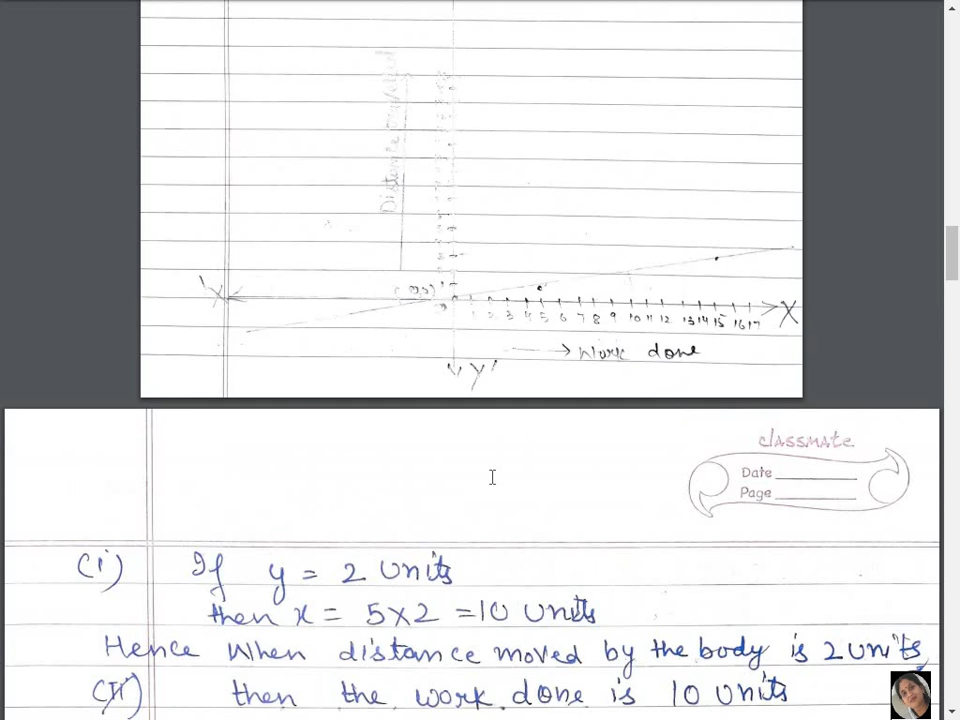 Distance
(0,0)
X' 1 2 3 4 5 6 7 8 9 10 11 12 13 14 15 16 17 X
→ Work done
Y'
classmate
Date
Page
(i) If y = 2 units
then x = 5×2 =10 units
Hence When distance moved by the body is 2 units,
(ii) then the work done is 10 units